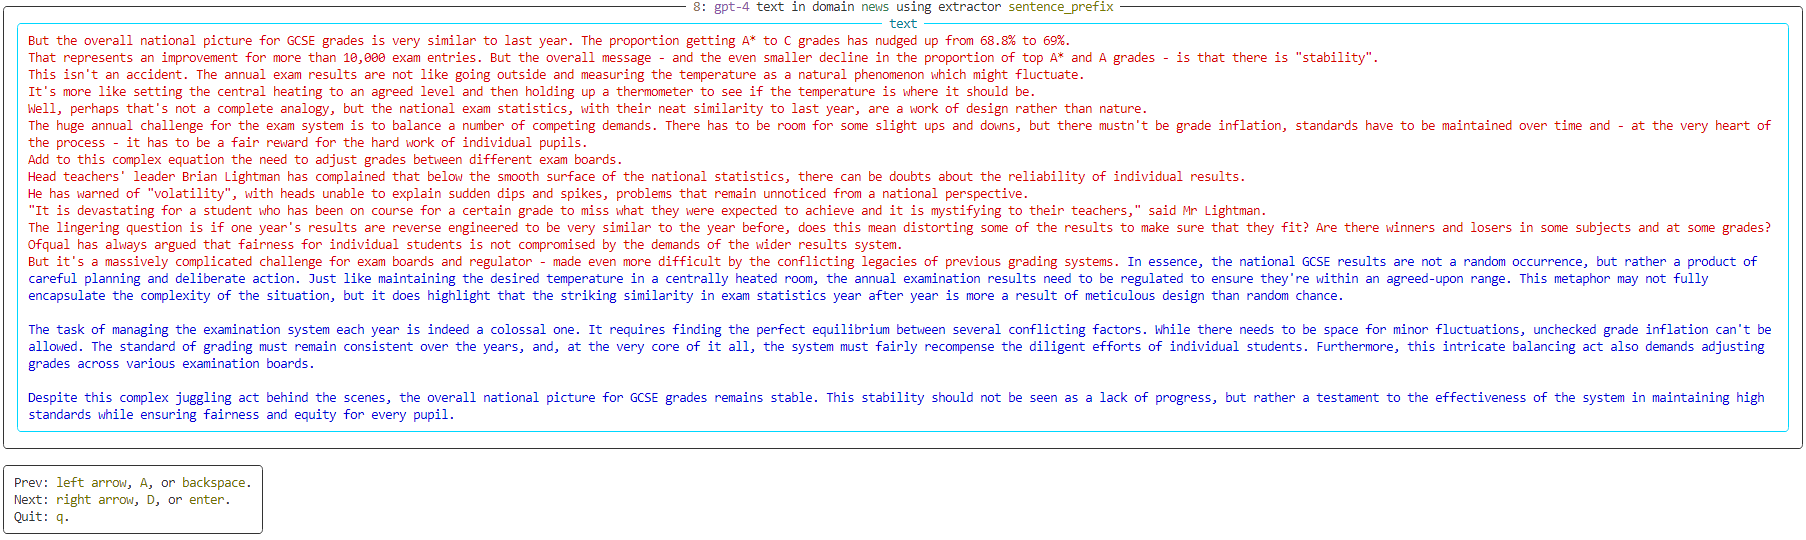 8: gpt-4 text in domain news using extractor sentence_prefix
text
But the overall national picture for GCSE grades is very similar to last year. The proportion getting A* to C grades has nudged up from 68.8% to 69%.
That represents an improvement for more than 10,000 exam entries. But the overall message - and the even smaller decline in the proportion of top A* and A grades - is that there is "stability".
This isn't an accident. The annual exam results are not like going outside and measuring the temperature as a natural phenomenon which might fluctuate.
It's more like setting the central heating to an agreed level and then holding up a thermometer to see if the temperature is where it should be.
Well, perhaps that's not a complete analogy, but the national exam statistics, with their neat similarity to last year, are a work of design rather than nature.
The huge annual challenge for the exam system is to balance a number of competing demands. There has to be room for some slight ups and downs, but there mustn't be grade inflation, standards have to be maintained over time and - at the very heart of
the process - it has to be a fair reward for the hard work of individual pupils.
Add to this complex equation the need to adjust grades between different exam boards.
Head teachers' leader Brian Lightman has complained that below the smooth surface of the national statistics, there can be doubts about the reliability of individual results.
He has warned of "volatility", with heads unable to explain sudden dips and spikes, problems that remain unnoticed from a national perspective.
"It is devastating for a student who has been on course for a certain grade to miss what they were expected to achieve and it is mystifying to their teachers," said Mr Lightman.
The lingering question is if one year's results are reverse engineered to be very similar to the year before, does this mean distorting some of the results to make sure that they fit? Are there winners and losers in some subjects and at some grades?
Ofqual has always argued that fairness for individual students is not compromised by the demands of the wider results system.
But it's a massively complicated challenge for exam boards and regulator - made even more difficult by the conflicting legacies of previous grading systems. In essence, the national GCSE results are not a random occurrence, but rather a product of
careful planning and deliberate action. Just like maintaining the desired temperature in a centrally heated room, the annual examination results need to be regulated to ensure they're within an agreed-upon range. This metaphor may not fully
encapsulate the complexity of the situation, but it does highlight that the striking similarity in exam statistics year after year is more a result of meticulous design than random chance.
The task of managing the examination system each year is indeed a colossal one. It requires finding the perfect equilibrium between several conflicting factors. While there needs to be space for minor fluctuations, unchecked grade inflation can't be
allowed. The standard of grading must remain consistent over the years, and, at the very core of it all, the system must fairly recompense the diligent efforts of individual students. Furthermore, this intricate balancing act also demands adjusting
grades across various examination boards.
Despite this complex juggling act behind the scenes, the overall national picture for GCSE grades remains stable. This stability should not be seen as a lack of progress, but rather a testament to the effectiveness of the system in maintaining high
standards while ensuring fairness and equity for every pupil.
Prev: left arrow, A, or backspace.
Next: right arrow, D, or enter.
Quit: q.